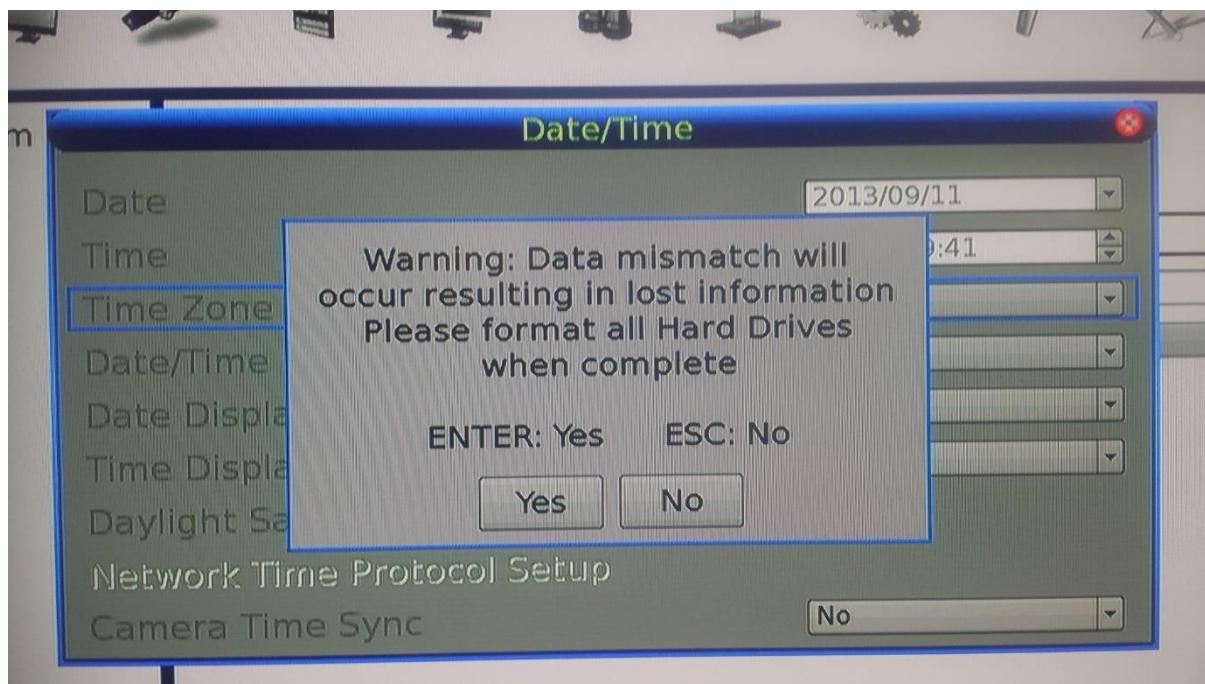 m
Date/Time
Date
2013/09/11
Time
:41
Warning: Data mismatch will
occur resulting in lost information
Please format all Hard Drives
when complete
ENTER: Yes ESC: No
Yes No
Time Zone
Date/Time
Date Displa
Time Displa
Daylight Sa
Network Time Protocol Setup
Camera Time Sync
No